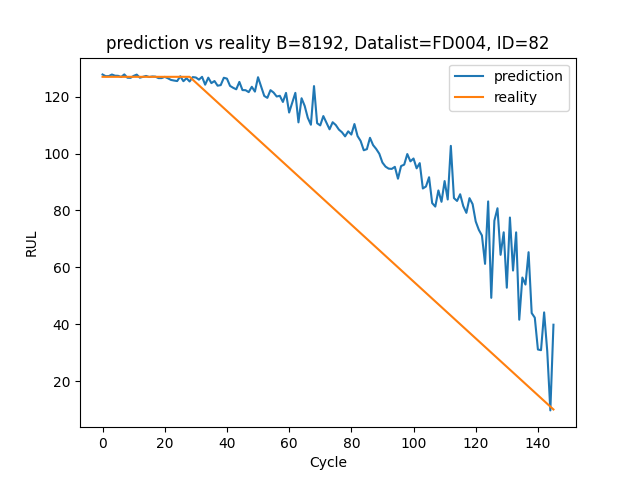 prediction vs reality B=8192, Datalist=FD004, ID=82
prediction
reality
120
100
80
60
40
20
RUL
0 20 40 60 80 100 120 140
Cycle